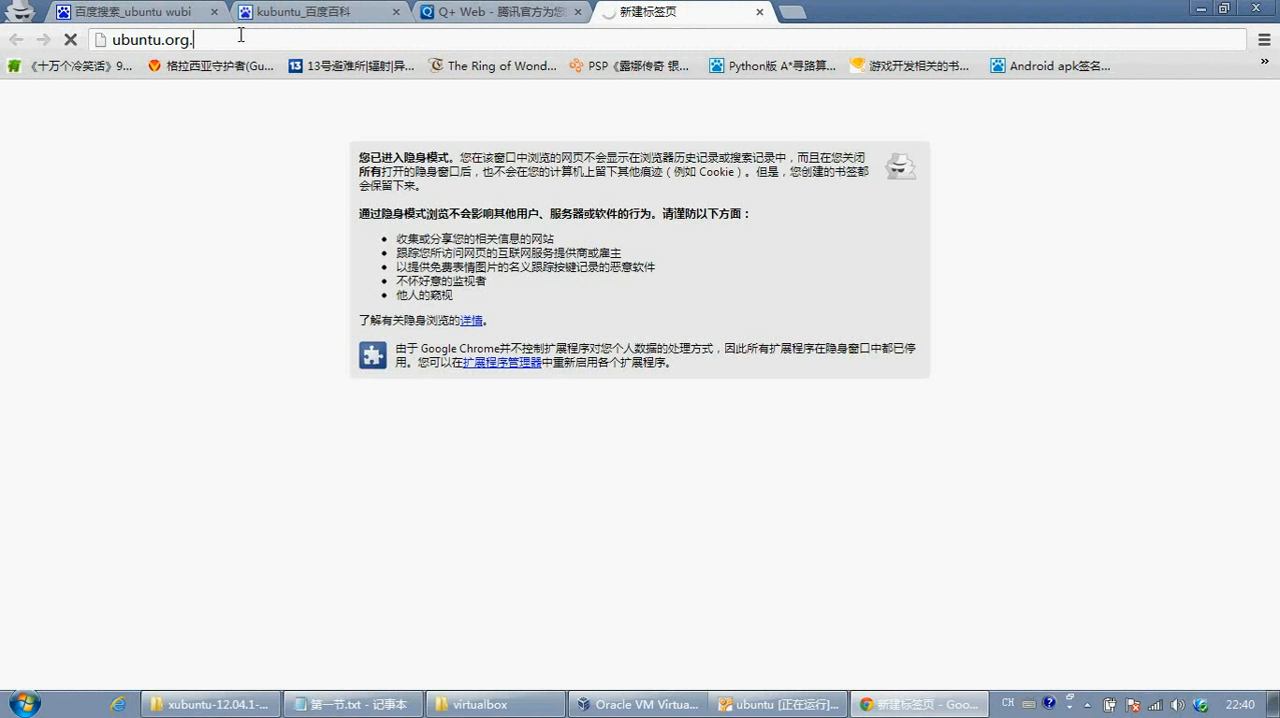 百度搜索_ubuntu wubi
kubuntu_百度百科
Q+ Web - 腾讯官方为您
新建标签页
ubuntu.org.
《十万个冷笑话》9...
格拉西亚守护者(Gu...
13号避难所|辐射|异...
The Ring of Wond...
PSP《露娜传奇 银...
Python版 A*寻路算...
游戏开发相关的书...
Android apk签名...
您已进入隐身模式。您在该窗口中浏览的网页不会显示在浏览器历史记录或搜索记录中，而且在您关闭
所有打开的隐身窗口后，也不会在您的计算机上留下其他痕迹（例如 Cookie）。但是，您创建的书签都
会保留下来。
通过隐身模式浏览不会影响其他用户、服务器或软件的行为。请谨防以下方面：
收集或分享您的相关信息的网站
跟踪您所访问网页的互联网服务提供商或雇主
以提供免费表情图片的名义跟踪按键记录的恶意软件
不怀好意的监视者
他人的窥视
了解有关隐身浏览的详情。
由于 Google Chrome并不控制扩展程序对您个人数据的处理方式，因此所有扩展程序在隐身窗口中都已停
用。您可以在扩展程序管理器中重新启用各个扩展程序。
xubuntu-12.04.1-...
第一节.txt - 记事本
virtualbox
Oracle VM Virtua...
ubuntu [正在运行]...
新建标签页 - Goo...
CH
22:40